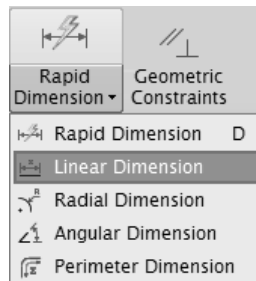 Rapid
Dimension
Geometric
Constraints
Rapid Dimension D
Linear Dimension
Radial Dimension
Angular Dimension
Perimeter Dimension